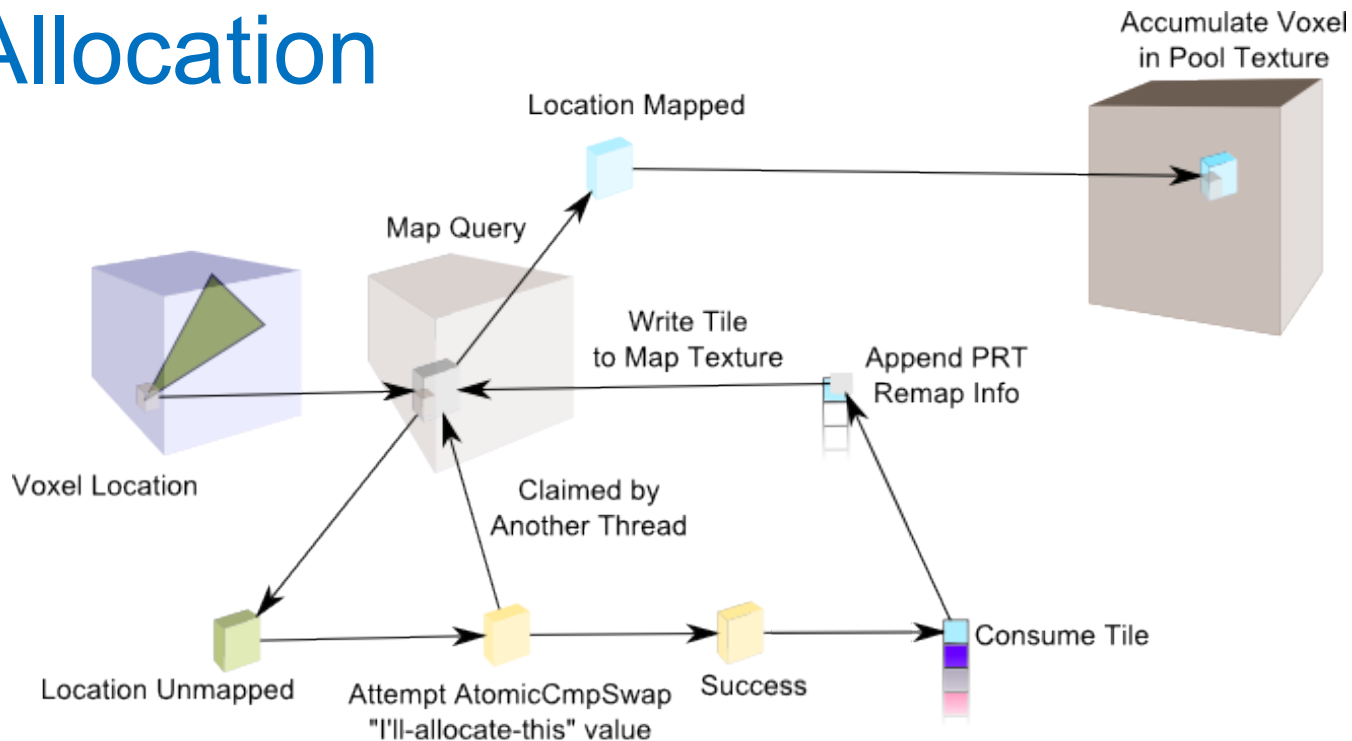 Allocation
Accumulate Voxel
in Pool Texture
Location Mapped
Map Query
Write Tile
to Map Texture
Append PRT
Remap Info
Voxel Location
Claimed by
Another Thread
Location Unmapped
Attempt AtomicCmpSwap
"I'll-allocate-this" value
Success
Consume Tile